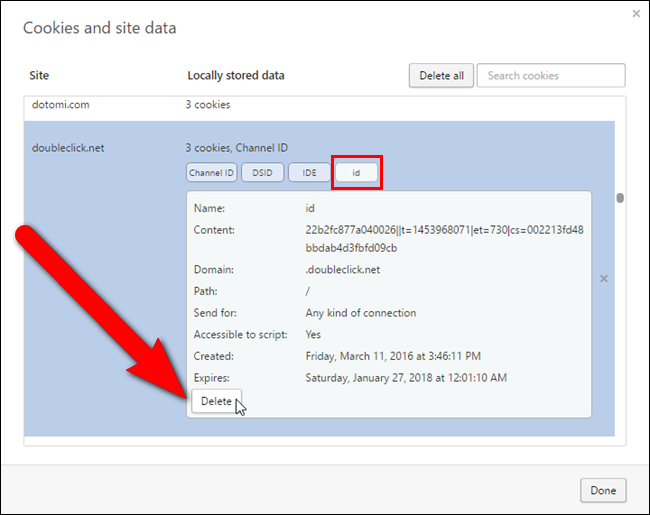 Cookies and site data
Site Locally stored data Delete all Search cookies
dotomi.com 3 cookies
doubleclick.net 3 cookies, Channel ID
Channel ID DSID IDE id
Name: id
Content: 22b2fc877a040026||t=1453968071|et=730|cs=002213fd48
bbdab4d3fbfd09cb
Domain: .doubleclick.net
Path: /
Send for: Any kind of connection
Accessible to script: Yes
Created: Friday, March 11, 2016 at 3:46:11 PM
Expires: Saturday, January 27, 2018 at 12:01:10 AM
Delete
Done